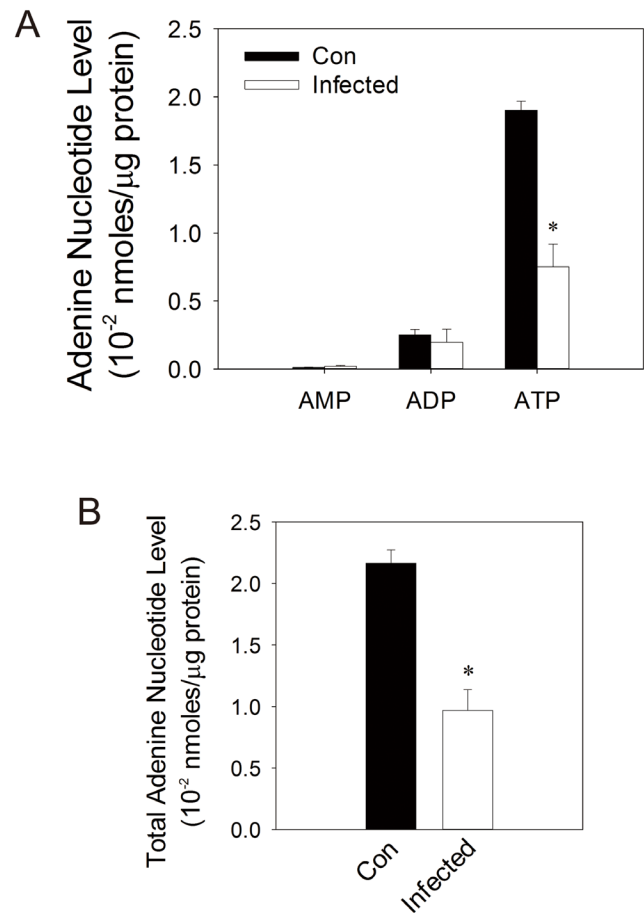 A
Adenine Nucleotide Level
(10⁻² nmoles/µg protein)
2.5
2.0
1.5
1.0
0.5
0.0
Con
Infected
*
AMP ADP ATP
B
Total Adenine Nucleotide Level
(10⁻² nmoles/µg protein)
2.5
2.0
1.5
1.0
0.5
0.0
*
Con
Infected